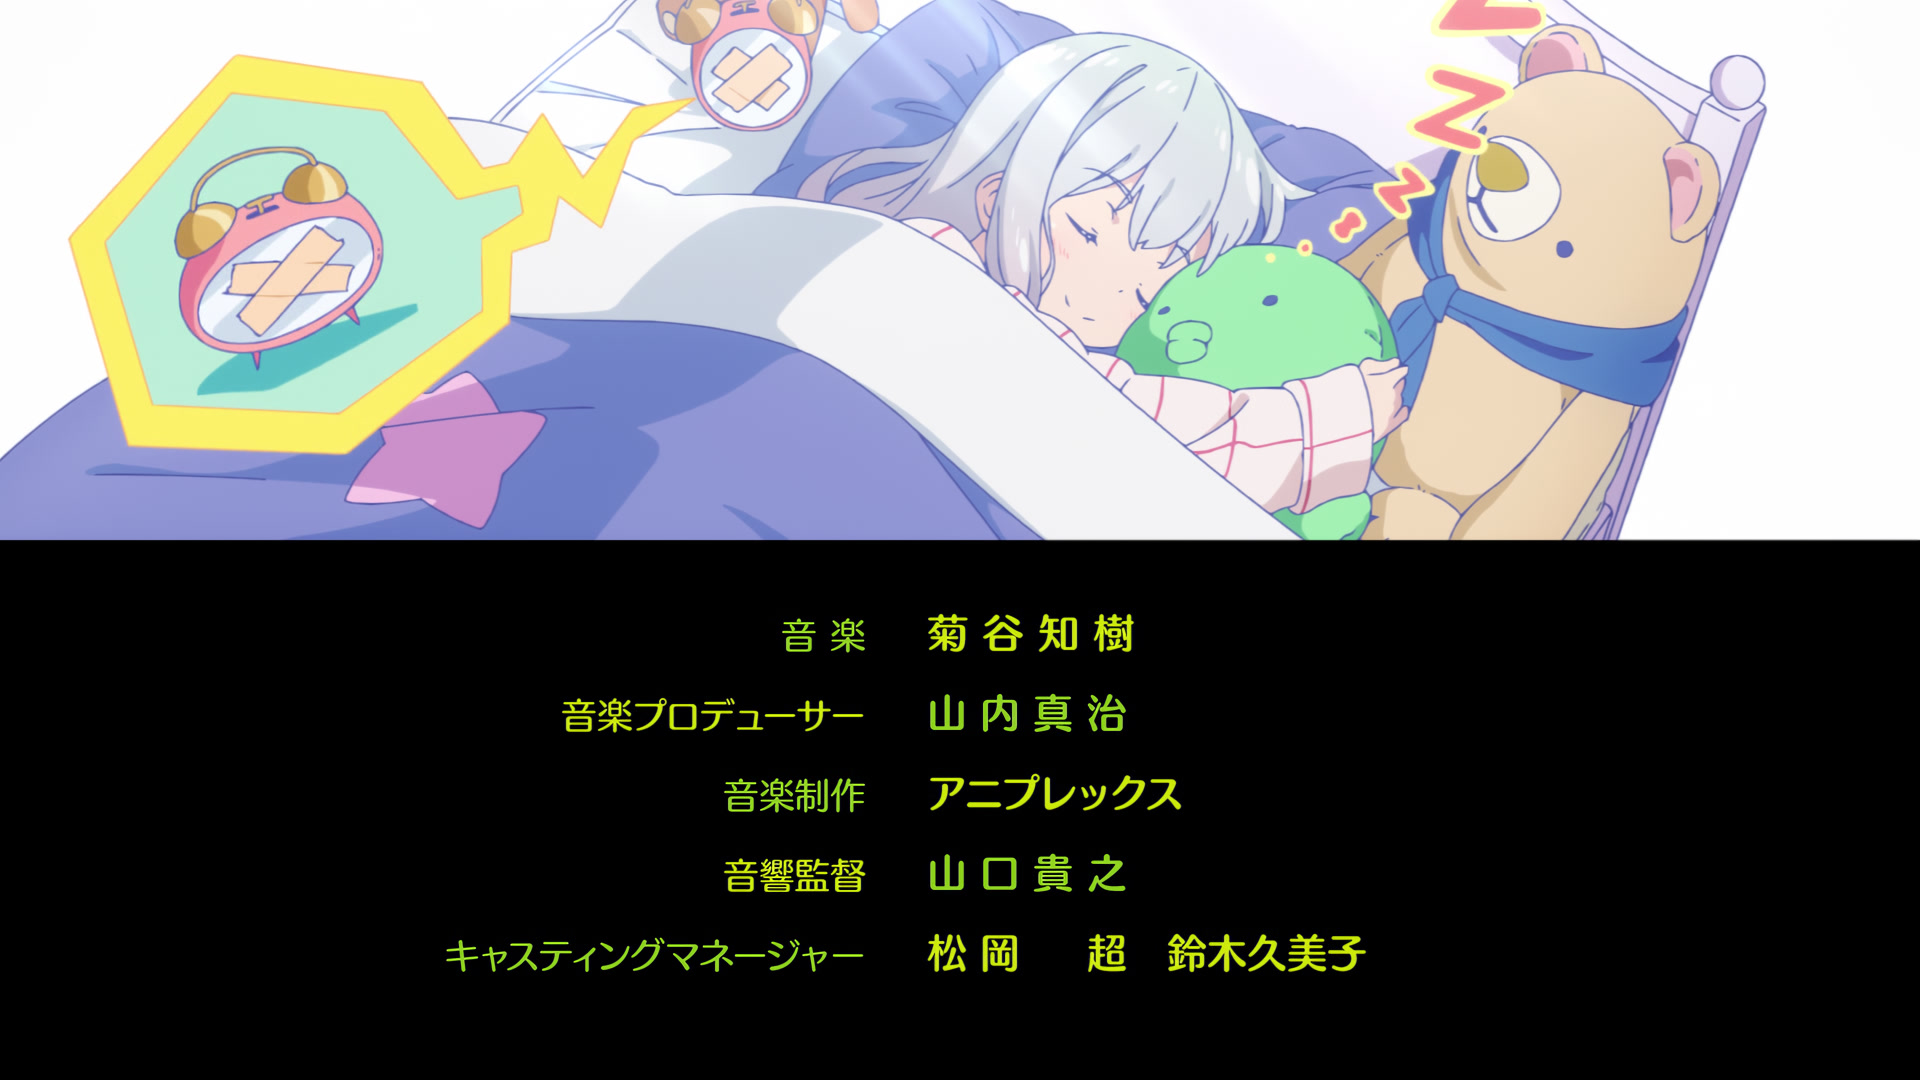 Z
Z
Z
音楽 菊谷知樹
音楽プロデューサー 山内真治
音楽制作 アニプレックス
音響監督 山口貴之
キャスティングマネージャー 松岡 超 鈴木久美子